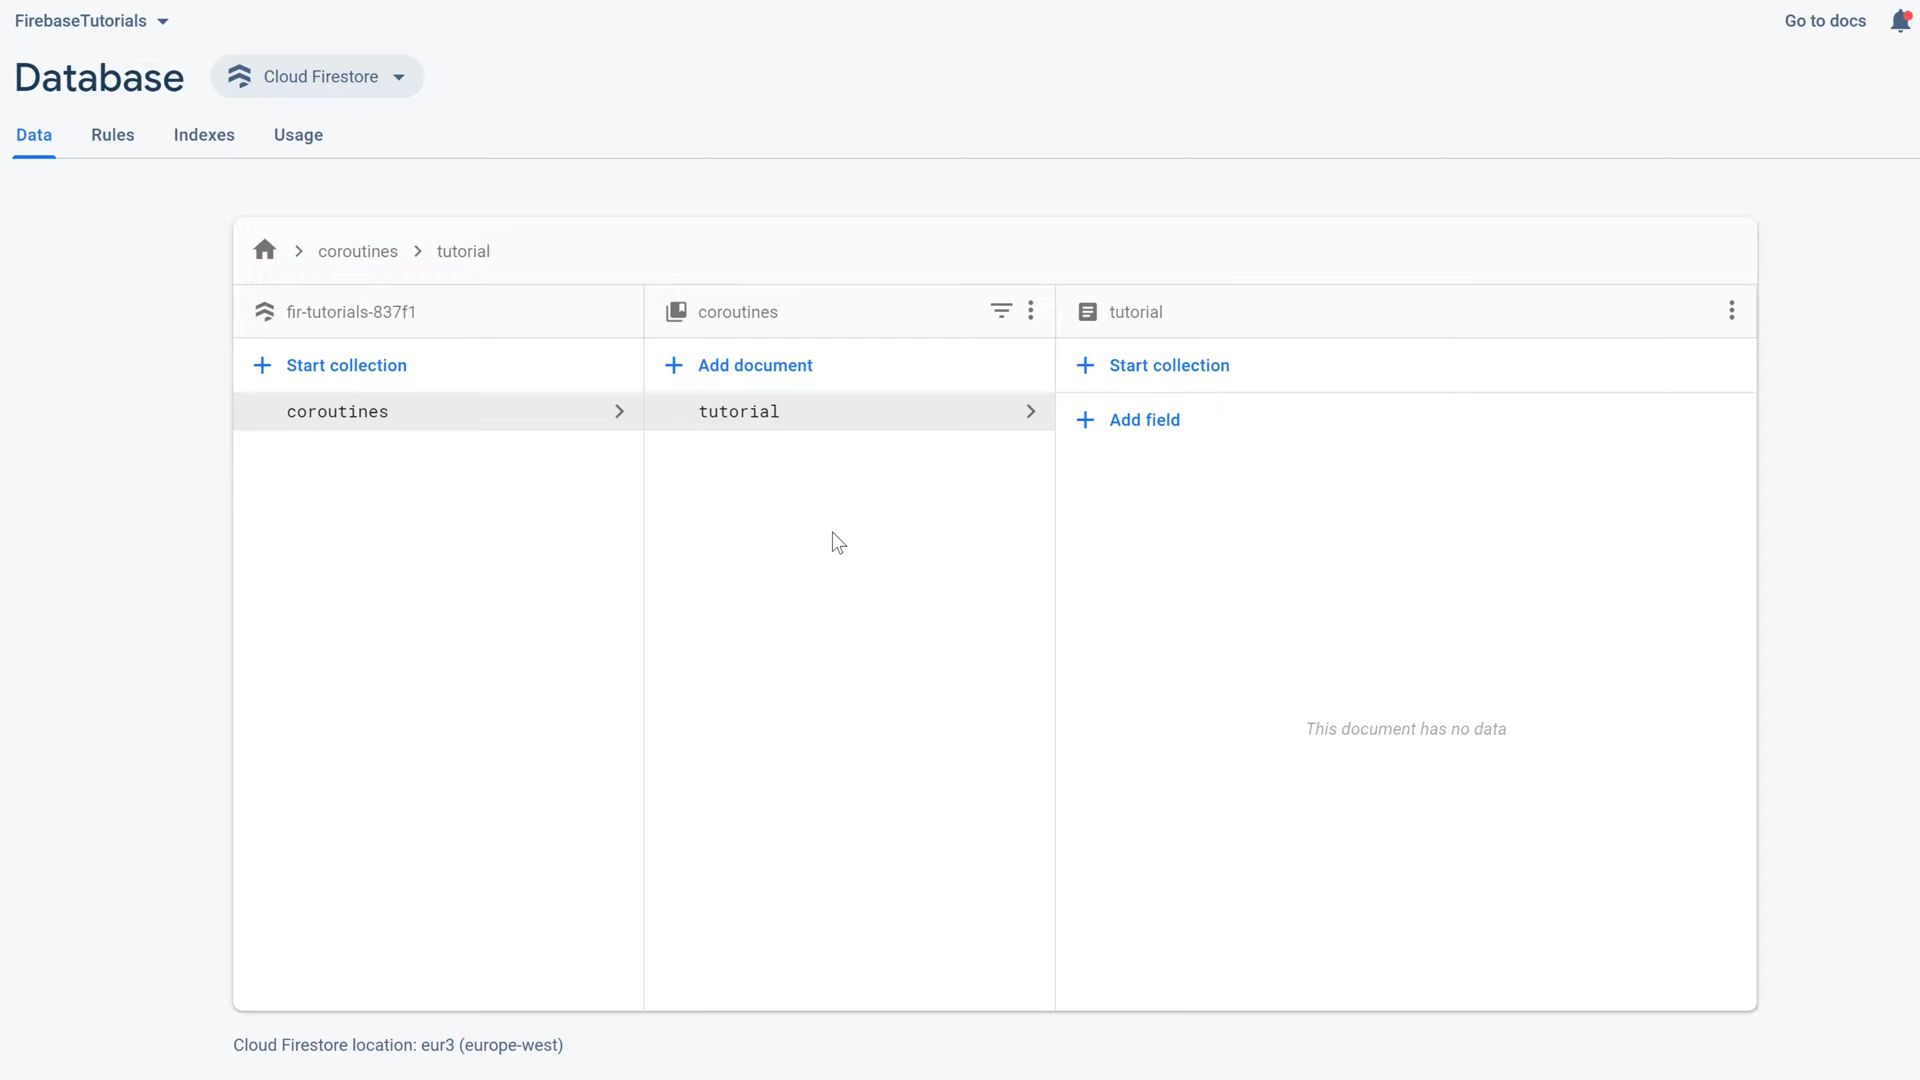 FirebaseTutorials
Go to docs
Database
Cloud Firestore
Data
Rules
Indexes
Usage
coroutines
tutorial
fir-tutorials-837f1
coroutines
tutorial
Start collection
Add document
Start collection
coroutines
tutorial
Add field
This document has no data
Cloud Firestore location: eur3 (europe-west)